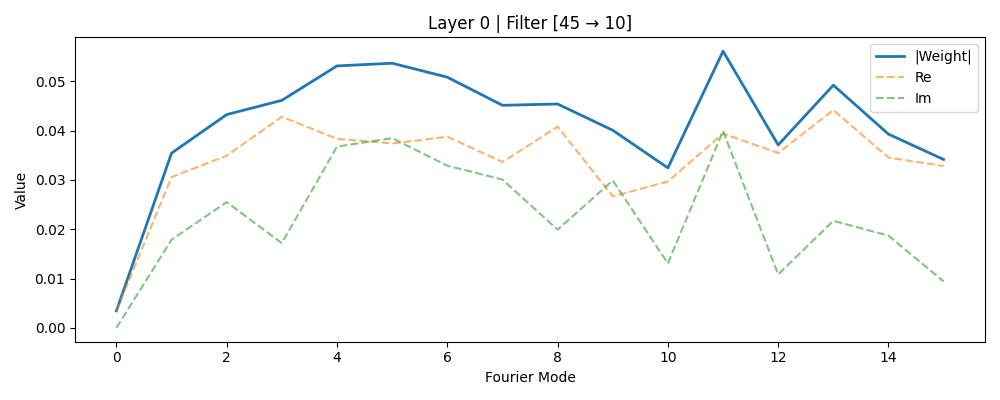 Layer 0 | Filter [45 → 10]
|Weight|
Re
Im
Value
0.05
0.04
0.03
0.02
0.01
0.00
0 2 4 6 8 10 12 14
Fourier Mode